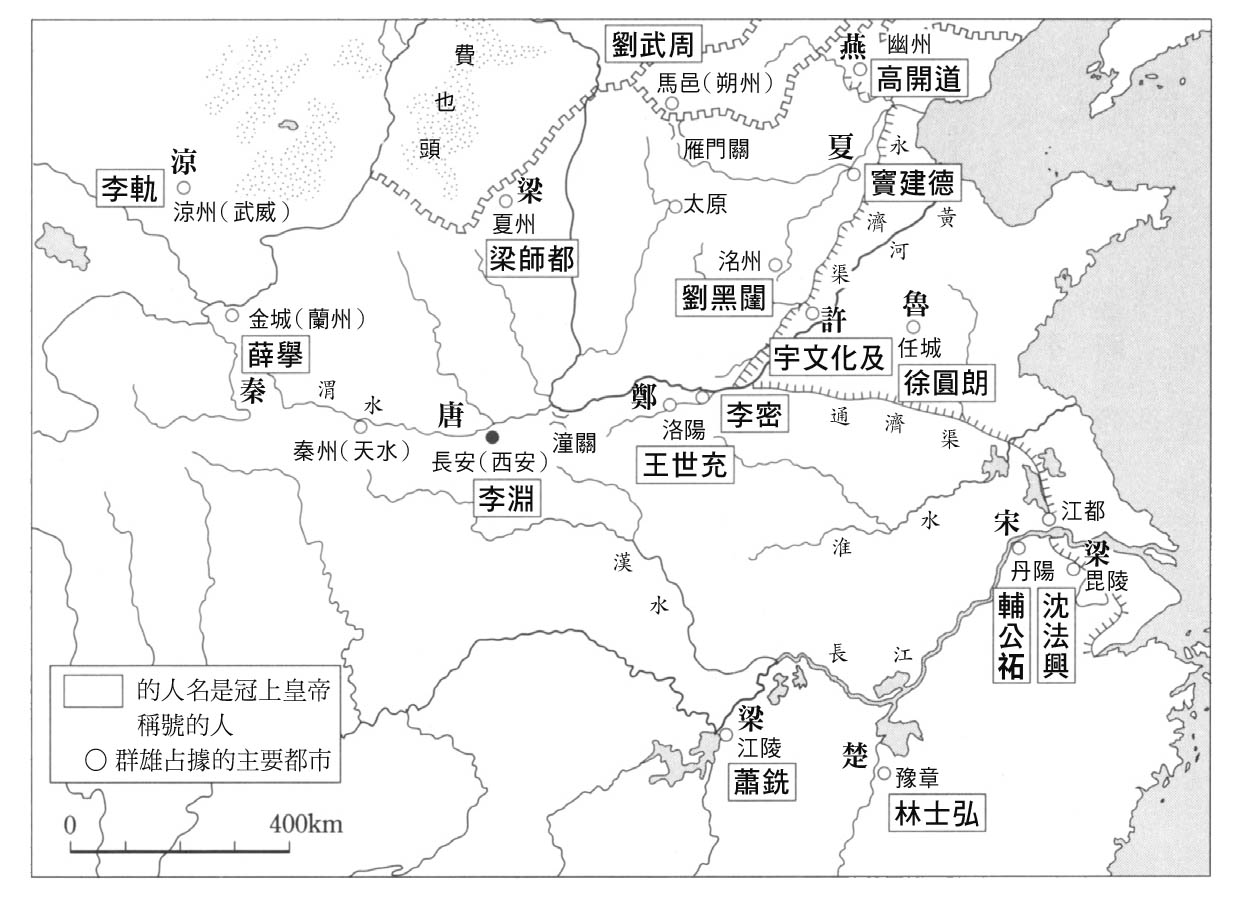 劉武周
燕
幽州
高開道
費也頭
馬邑（朔州）
雁門關
夏
竇建德
永濟渠
黃河
涼
李軌
涼州（武威）
梁
夏州
梁師都
太原
洺州
劉黑闥
金城（蘭州）
薛舉
秦
渭水
秦州（天水）
唐
長安（西安）
李淵
潼關
鄭
洛陽
王世充
李密
許
宇文化及
魯
任城
徐圓朗
通濟渠
淮水
漢水
江都
宋
丹陽
輔公祏
梁
毘陵
沈法興
長江
梁
江陵
蕭銑
楚
豫章
林士弘
的人名是冠上皇帝
稱號的人
○ 群雄占據的主要都市
0
400km